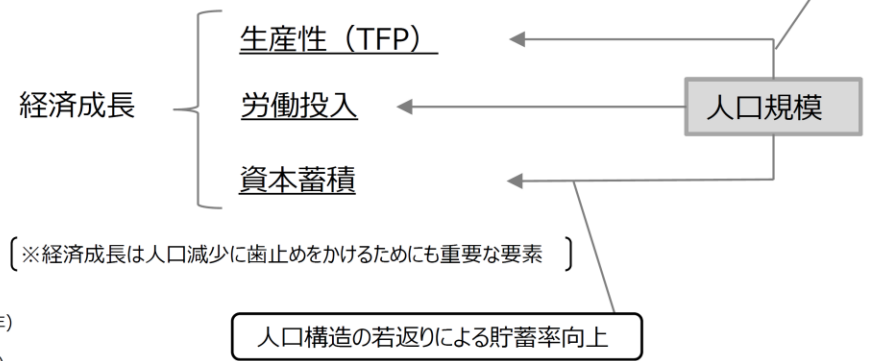 生産性（TFP）
経済成長
労働投入
人口規模
資本蓄積
※経済成長は人口減少に歯止めをかけるためにも重要な要素
人口構造の若返りによる貯蓄率向上